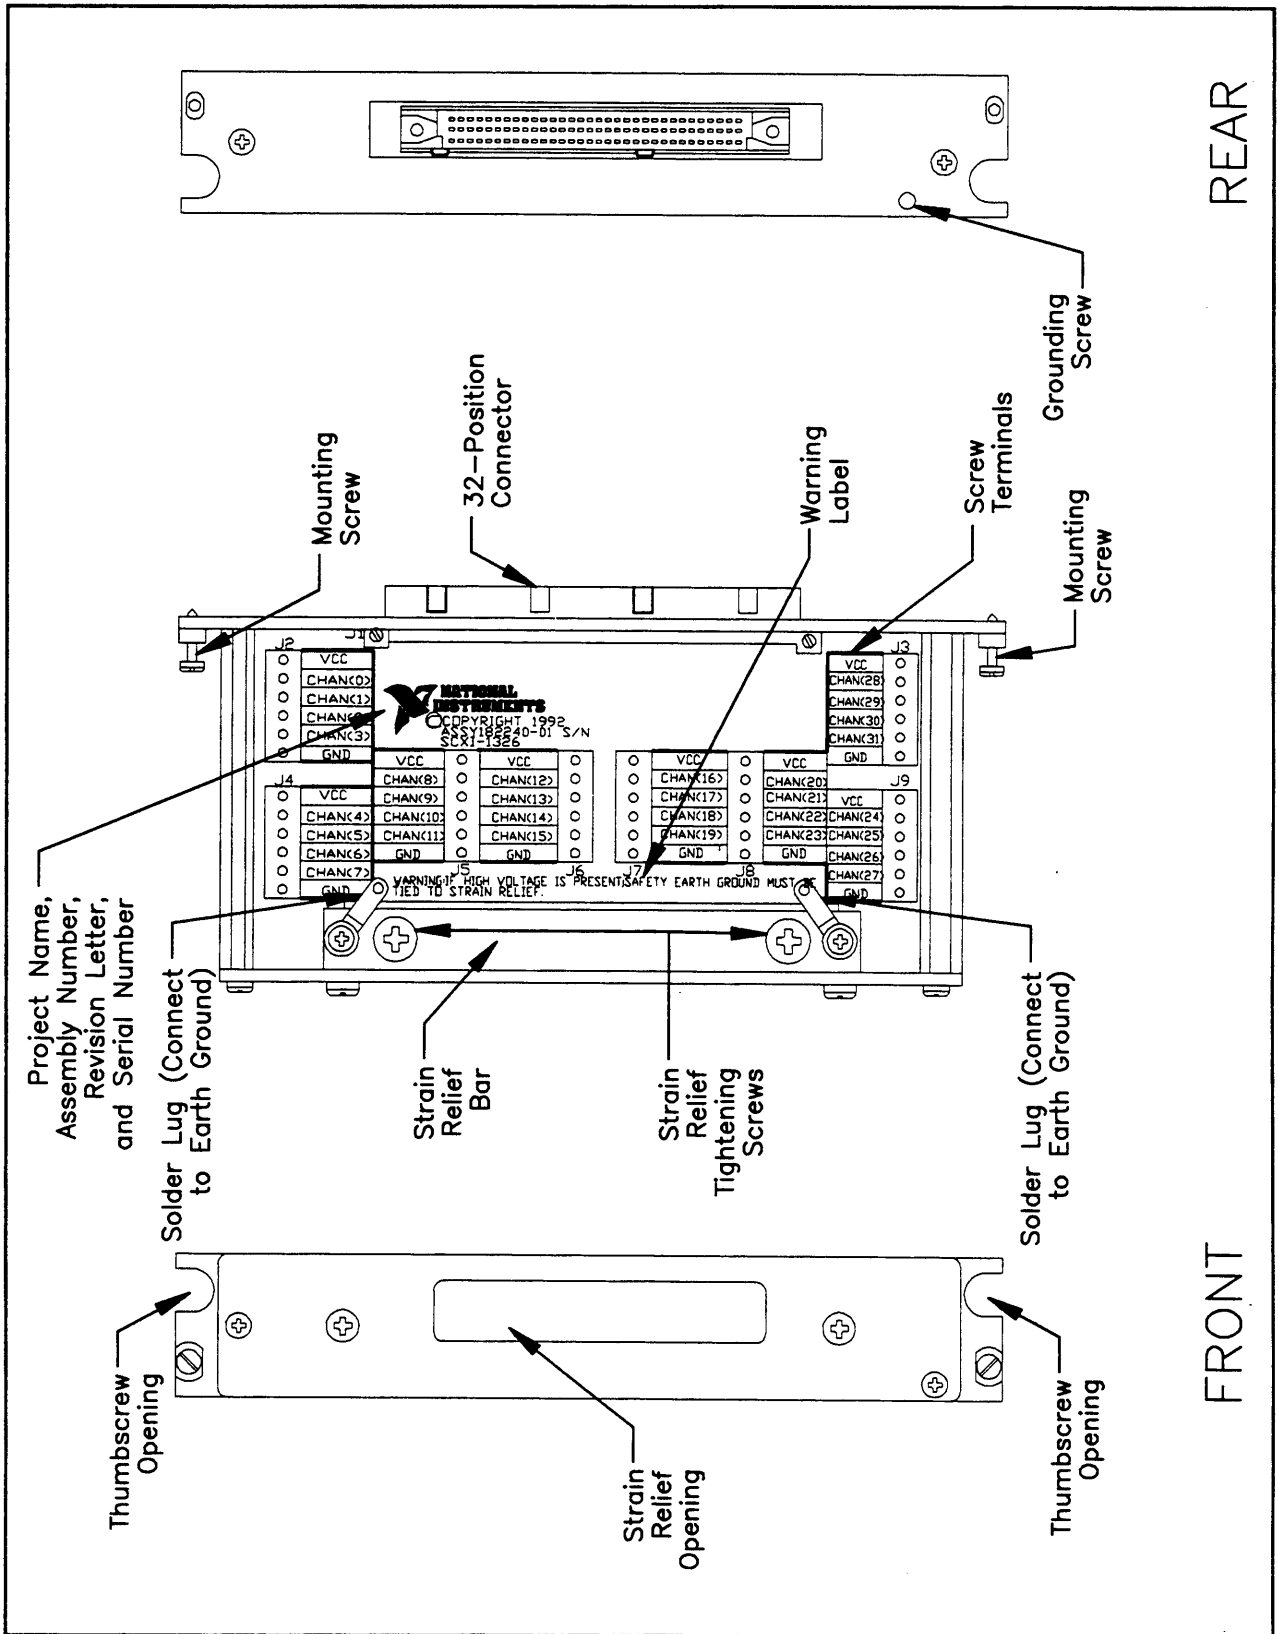 REAR
Grounding
Screw
Mounting
Screw
32-Position
Connector
Warning
Label
Screw
Terminals
Mounting
Screw
J1
J2
VCC
CHAN(0)
CHAN(1)
CHAN(3)
GND
J4
VCC
CHAN(4)
CHAN(5)
CHAN(6)
CHAN(7)
GND
NATIONAL
INSTRUMENTS
©COPYRIGHT 1992
ASSY182240-01 S/N
SCXI-1326
VCC
CHAN(8)
CHAN(9)
CHAN(10)
CHAN(11)
GND
J5
VCC
CHAN(12)
CHAN(13)
CHAN(14)
CHAN(15)
GND
J6
J7
VCC
CHAN(16)
CHAN(17)
CHAN(18)
CHAN(19)
GND
J8
VCC
CHAN(20)
CHAN(21)
CHAN(22)
CHAN(23)
GND
J3
VCC
CHAN(28)
CHAN(29)
CHAN(30)
CHAN(31)
GND
J9
VCC
CHAN(24)
CHAN(25)
CHAN(26)
CHAN(27)
GND
WARNING:IF HIGH VOLTAGE IS PRESENT,SAFETY EARTH GROUND MUST BE
TIED TO STRAIN RELIEF.
Project Name,
Assembly Number,
Revision Letter,
and Serial Number
Solder Lug (Connect
to Earth Ground)
Strain
Relief
Bar
Strain
Relief
Tightening
Screws
Solder Lug (Connect
to Earth Ground)
Thumbscrew
Opening
Strain
Relief
Opening
Thumbscrew
Opening
FRONT